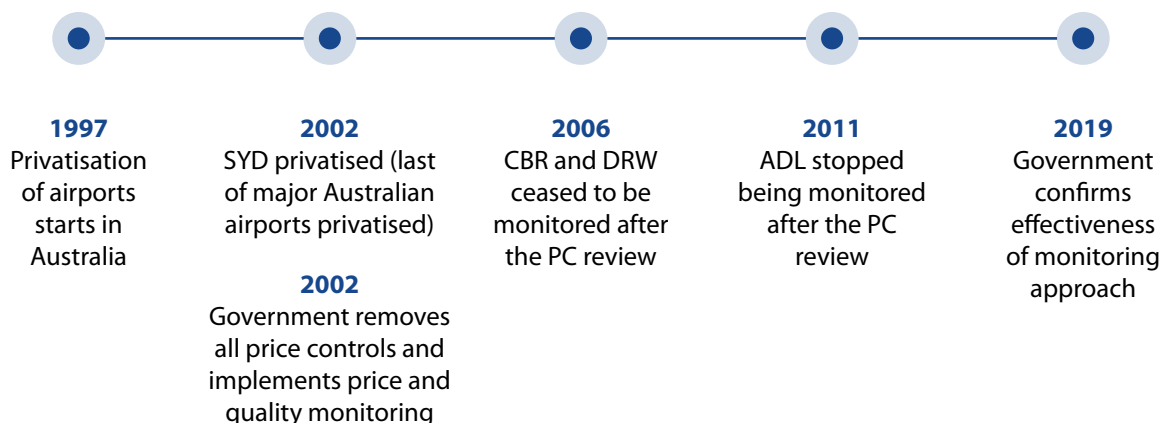 1997
Privatisation
of airports
starts in
Australia
2002
SYD privatised (last
of major Australian
airports privatised)
2002
Government removes
all price controls and
implements price and
quality monitoring
2006
CBR and DRW
ceased to be
monitored after
the PC review
2011
ADL stopped
being monitored
after the PC
review
2019
Government
confirms
effectiveness
of monitoring
approach